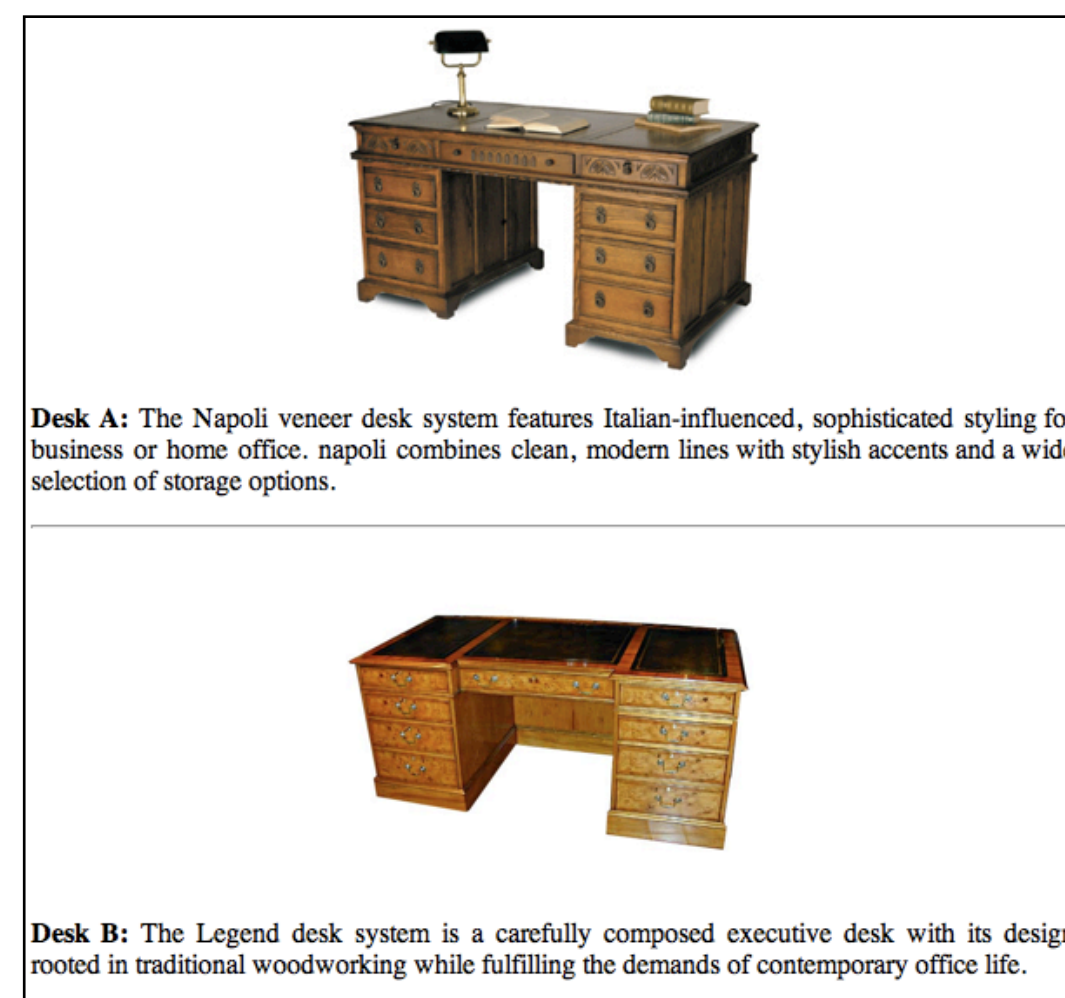 Desk A: The Napoli veneer desk system features Italian-influenced, sophisticated styling fo
business or home office. napoli combines clean, modern lines with stylish accents and a wide
selection of storage options.
Desk B: The Legend desk system is a carefully composed executive desk with its design
rooted in traditional woodworking while fulfilling the demands of contemporary office life.